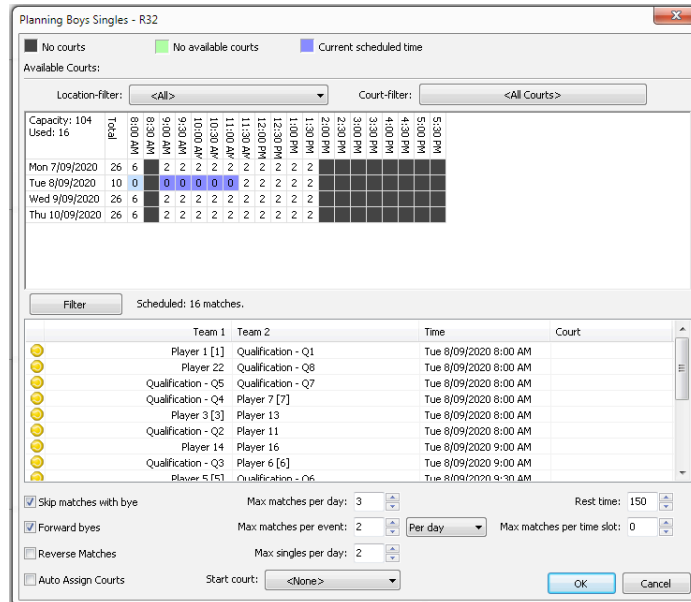 Planning Boys Singles - R32
No courts No available courts Current scheduled time
Available Courts:
Location-filter: <All> Court-filter: <All Courts>
Capacity: 104
Used: 16
Total 8:00 AM 8:30 AM 9:00 AM 9:30 AM 10:00 AM 10:30 AM 11:00 AM 11:30 AM 12:00 PM 12:30 PM 1:00 PM 1:30 PM 2:00 PM 2:30 PM 3:00 PM 3:30 PM 4:00 PM 4:30 PM 5:00 PM 5:30 PM
Mon 7/09/2020 26 6 2 2 2 2 2 2 2 2 2 2
Tue 8/09/2020 10 0 0 0 0 0 0 2 2 2 2 2
Wed 9/09/2020 26 6 2 2 2 2 2 2 2 2 2 2
Thu 10/09/2020 26 6 2 2 2 2 2 2 2 2 2 2
Filter Scheduled: 16 matches.
Team 1 Team 2 Time Court
Player 1 [1] Qualification - Q1 Tue 8/09/2020 8:00 AM
Player 22 Qualification - Q8 Tue 8/09/2020 8:00 AM
Qualification - Q5 Qualification - Q7 Tue 8/09/2020 8:00 AM
Qualification - Q4 Player 7 [7] Tue 8/09/2020 8:00 AM
Player 3 [3] Player 13 Tue 8/09/2020 8:00 AM
Qualification - Q2 Player 11 Tue 8/09/2020 8:00 AM
Player 14 Player 16 Tue 8/09/2020 9:00 AM
Qualification - Q3 Player 6 [6] Tue 8/09/2020 9:00 AM
Player 5 [5] Qualification - Q6 Tue 8/09/2020 9:30 AM
Skip matches with bye Max matches per day: 3 Rest time: 150
Forward byes Max matches per event: 2 Per day Max matches per time slot: 0
Reverse Matches Max singles per day: 2
Auto Assign Courts Start court: <None> OK Cancel